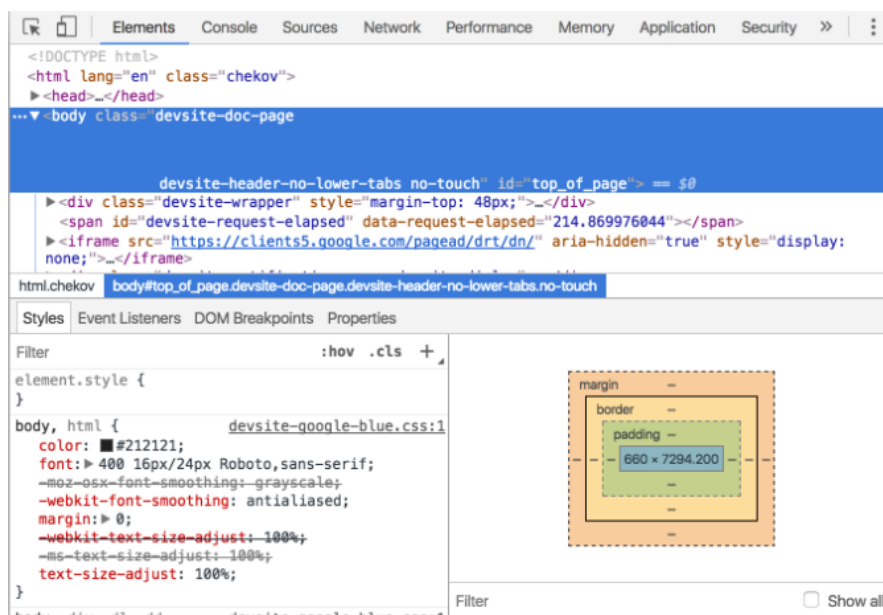 Elements Console Sources Network Performance Memory Application Security »
<!DOCTYPE html>
<html lang="en" class="chekov">
▶<head>…</head>
…▼<body class="devsite-doc-page
devsite-header-no-lower-tabs no-touch" id="top_of_page"> == $0
▶<div class="devsite-wrapper" style="margin-top: 48px;">…</div>
<span id="devsite-request-elapsed" data-request-elapsed="214.869976044"></span>
▶<iframe src="https://clients5.google.com/pagead/drt/dn/" aria-hidden="true" style="display:
none;">…</iframe>
html.chekov body#top_of_page.devsite-doc-page.devsite-header-no-lower-tabs.no-touch
Styles Event Listeners DOM Breakpoints Properties
Filter :hov .cls +
element.style {
}
body, html { devsite-google-blue.css:1
color: #212121;
font:▶ 400 16px/24px Roboto,sans-serif;
-moz-osx-font-smoothing: grayscale;
-webkit-font-smoothing: antialiased;
margin:▶ 0;
-webkit-text-size-adjust: 100%;
-ms-text-size-adjust: 100%;
text-size-adjust: 100%;
}
margin –
border –
padding –
– – – 660 × 7294.200 – – –
–
–
–
Filter Show all